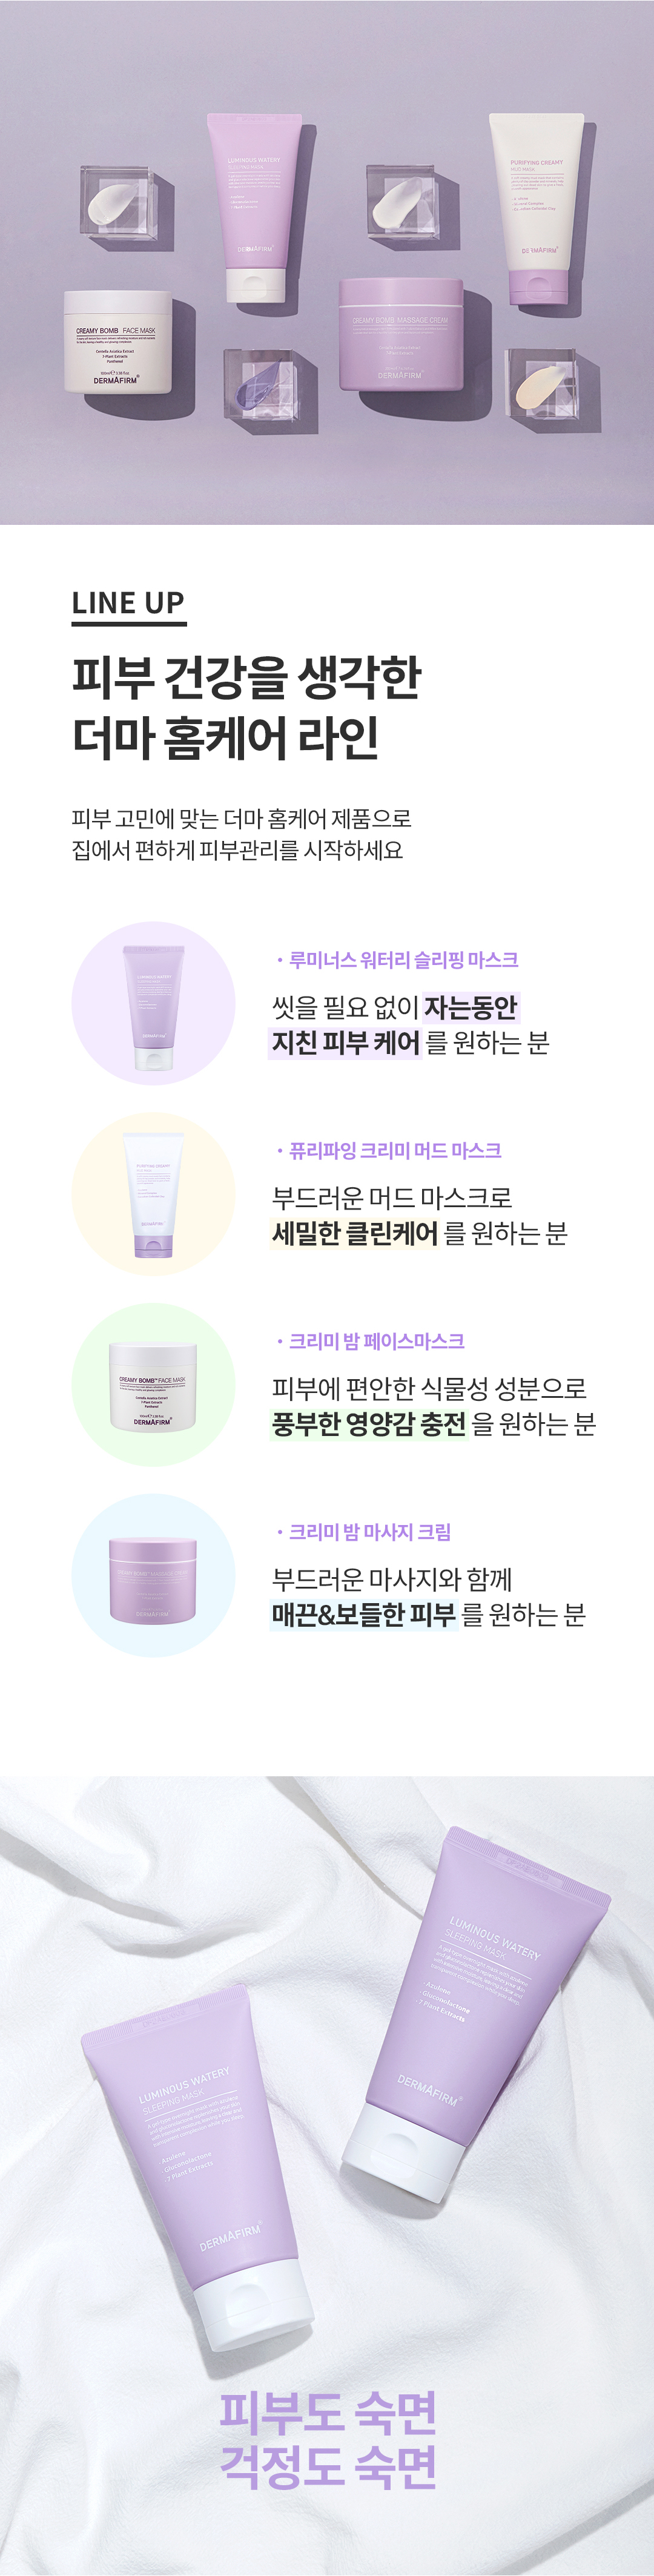 LUMINOUS WATERY
SLEEPING MASK
DERMAFIRM
PURIFYING CREAMY
MUD MASK
DERMAFIRM
CREAMY BOMB FACE MASK
Centella Asiatica Extract
7-Plant Extracts
Panthenol
DERMAFIRM
CREAMY BOMB MASSAGE CREAM
DERMAFIRM
LINE UP
피부 건강을 생각한
더마 홈케어 라인
피부 고민에 맞는 더마 홈케어 제품으로
집에서 편하게 피부관리를 시작하세요
· 루미너스 워터리 슬리핑 마스크
씻을 필요 없이 자는동안
지친 피부 케어 를 원하는 분
· 퓨리파잉 크리미 머드 마스크
부드러운 머드 마스크로
세밀한 클린케어 를 원하는 분
CREAMY BOMB™ FACE MASK
Centella Asiatica Extract
7-Plant Extracts
Panthenol
DERMAFIRM
· 크리미 밤 페이스마스크
피부에 편안한 식물성 성분으로
풍부한 영양감 충전 을 원하는 분
· 크리미 밤 마사지 크림
부드러운 마사지와 함께
매끈&보들한 피부 를 원하는 분
LUMINOUS WATERY
SLEEPING MASK
· Azulene
· Gluconolactone
· 7 Plant Extracts
DERMAFIRM
LUMINOUS WATERY
SLEEPING MASK
· Azulene
· Gluconolactone
· 7 Plant Extracts
DERMAFIRM
피부도 숙면
걱정도 숙면